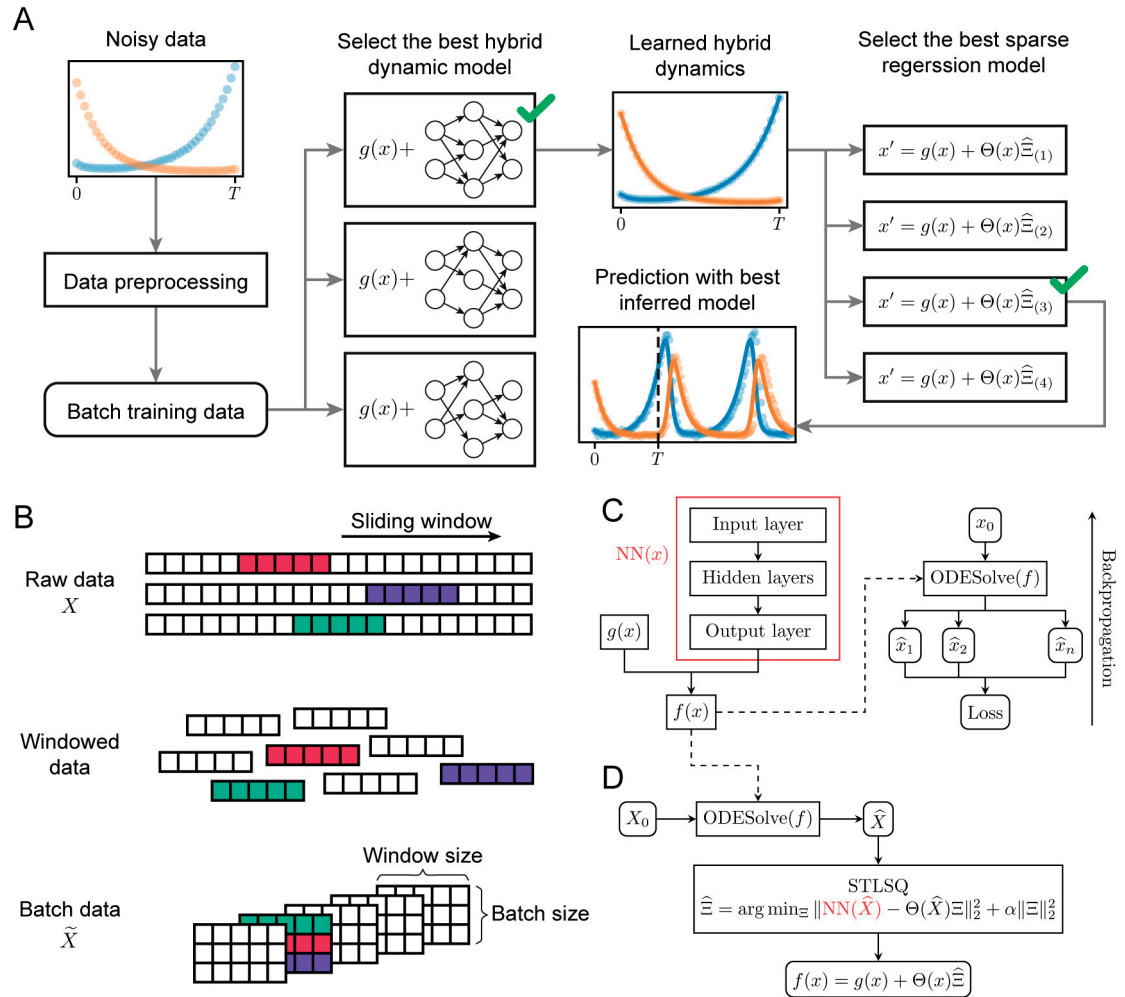 A
Noisy data
0
T
Data preprocessing
Batch training data
Select the best hybrid
dynamic model
g(x)+
g(x)+
g(x)+
Learned hybrid
dynamics
0
T
Select the best sparse
regerssion model
x′ = g(x) + Θ(x)Ξ̂(1)
x′ = g(x) + Θ(x)Ξ̂(2)
x′ = g(x) + Θ(x)Ξ̂(3)
x′ = g(x) + Θ(x)Ξ̂(4)
Prediction with best
inferred model
0
T
B
Sliding window
Raw data
X
Windowed
data
Window size
Batch size
Batch data
X̃
C
NN(x)
Input layer
Hidden layers
Output layer
g(x)
f(x)
x₀
ODESolve(f)
x̂₁
x̂₂
x̂ₙ
Loss
Backpropagation
D
X₀
ODESolve(f)
X̂
STLSQ
Ξ̂ = arg min_Ξ ‖NN(X̂) − Θ(X̂)Ξ‖₂² + α‖Ξ‖₂²
f(x) = g(x) + Θ(x)Ξ̂